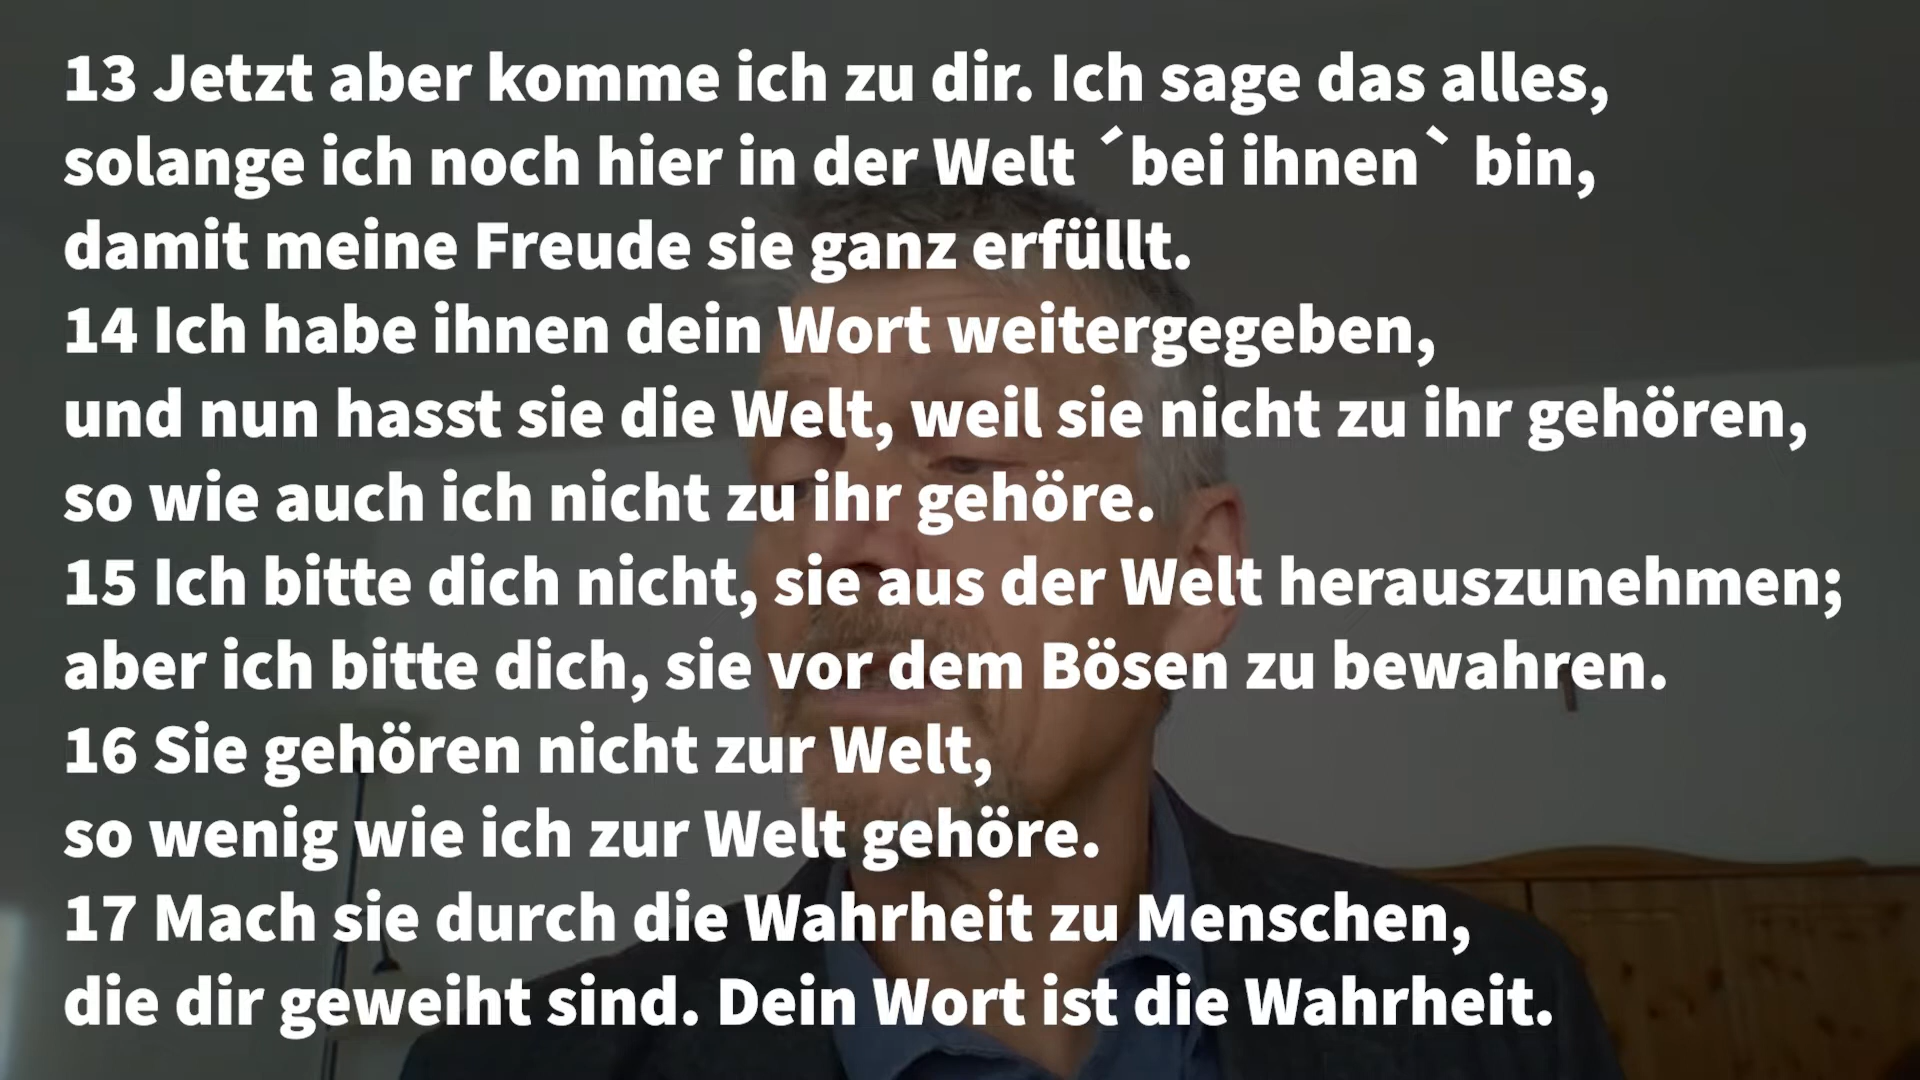 13 Jetzt aber komme ich zu dir. Ich sage das alles,
solange ich noch hier in der Welt ´bei ihnen` bin,
damit meine Freude sie ganz erfüllt.
14 Ich habe ihnen dein Wort weitergegeben,
und nun hasst sie die Welt, weil sie nicht zu ihr gehören,
so wie auch ich nicht zu ihr gehöre.
15 Ich bitte dich nicht, sie aus der Welt herauszunehmen;
aber ich bitte dich, sie vor dem Bösen zu bewahren.
16 Sie gehören nicht zur Welt,
so wenig wie ich zur Welt gehöre.
17 Mach sie durch die Wahrheit zu Menschen,
die dir geweiht sind. Dein Wort ist die Wahrheit.